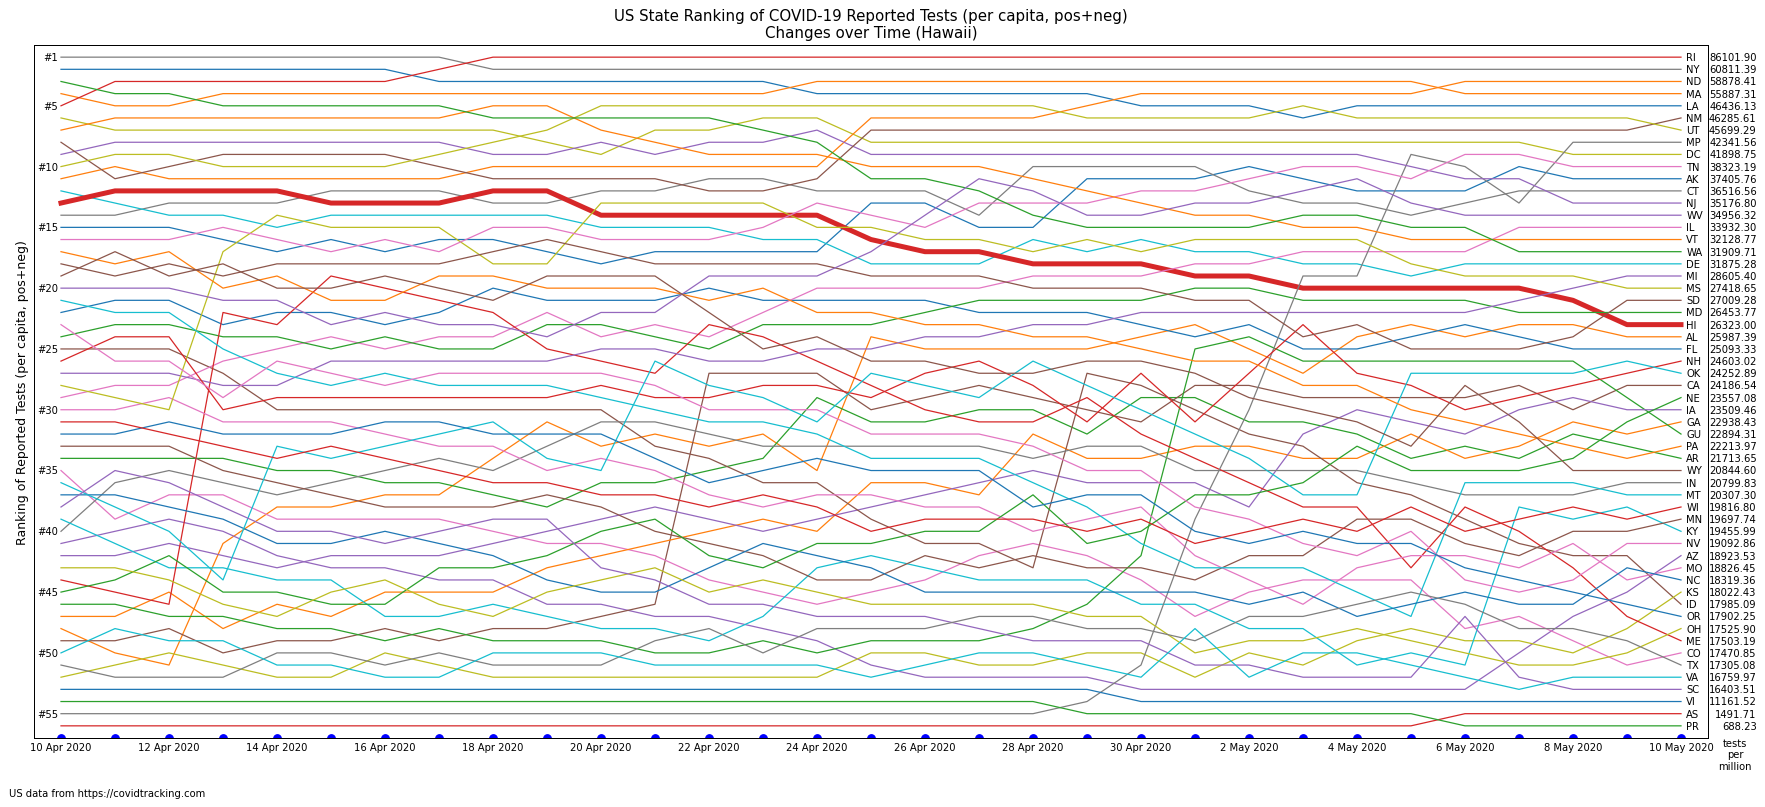 US State Ranking of COVID-19 Reported Tests (per capita, pos+neg)
Changes over Time (Hawaii)
Ranking of Reported Tests (per capita, pos+neg)
#1
#5
#10
#15
#20
#25
#30
#35
#40
#45
#50
#55
RI 86101.90
NY 60811.39
ND 58878.41
MA 55887.31
LA 46436.13
NM 46285.61
UT 45699.29
MP 42341.56
DC 41898.75
TN 38323.19
AK 37405.76
CT 36516.56
NJ 35176.80
WV 34956.32
IL 33932.30
VT 32128.77
WA 31909.71
DE 31875.28
MI 28605.40
MS 27418.65
SD 27009.28
MD 26453.77
HI 26323.00
AL 25987.39
FL 25093.33
NH 24603.02
OK 24252.89
CA 24186.54
NE 23557.08
IA 23509.46
GA 22938.43
GU 22894.31
PA 22213.97
AR 21713.65
WY 20844.60
IN 20799.83
MT 20307.30
WI 19816.80
MN 19697.74
KY 19455.99
NV 19092.86
AZ 18923.53
MO 18826.45
NC 18319.36
KS 18022.43
ID 17985.09
OR 17902.25
OH 17525.90
ME 17503.19
CO 17470.85
TX 17305.08
VA 16759.97
SC 16403.51
VI 11161.52
AS 1491.71
PR 688.23
10 Apr 2020 12 Apr 2020 14 Apr 2020 16 Apr 2020 18 Apr 2020 20 Apr 2020 22 Apr 2020 24 Apr 2020 26 Apr 2020 28 Apr 2020 30 Apr 2020 2 May 2020 4 May 2020 6 May 2020 8 May 2020 10 May 2020
tests
per
million
US data from https://covidtracking.com